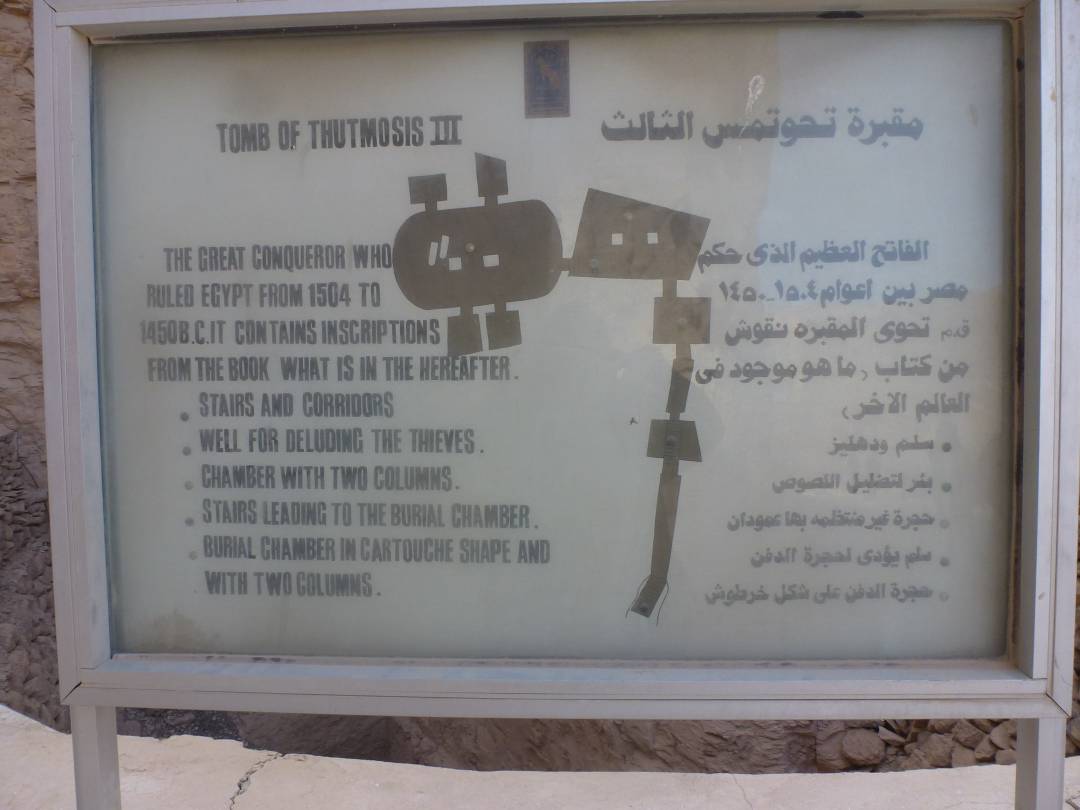 TOMB OF THUTMOSIS III
THE GREAT CONQUEROR WHO
RULED EGYPT FROM 1504 TO
1450B.C.IT CONTAINS INSCRIPTIONS
FROM THE BOOK WHAT IS IN THE HEREAFTER.
• STAIRS AND CORRIDORS
• WELL FOR DELUDING THE THIEVES.
• CHAMBER WITH TWO COLUMNS.
• STAIRS LEADING TO THE BURIAL CHAMBER.
• BURIAL CHAMBER IN CARTOUCHE SHAPE AND
WITH TWO COLUMNS.
مقبرة تحوتمس الثالث
الفاتح العظيم الذى حكم
مصر بين اعوام ١٥٠٤_١٤٥٠
ق.م تحوى المقبره نقوش
من كتاب (ما هو موجود فى
العالم الاخر)
• سلم ودهليز
• بئر لتضليل اللصوص
• حجرة غير منتظمه بها عمودان
• سلم يؤدى لحجرة الدفن
• حجرة الدفن على شكل خرطوش